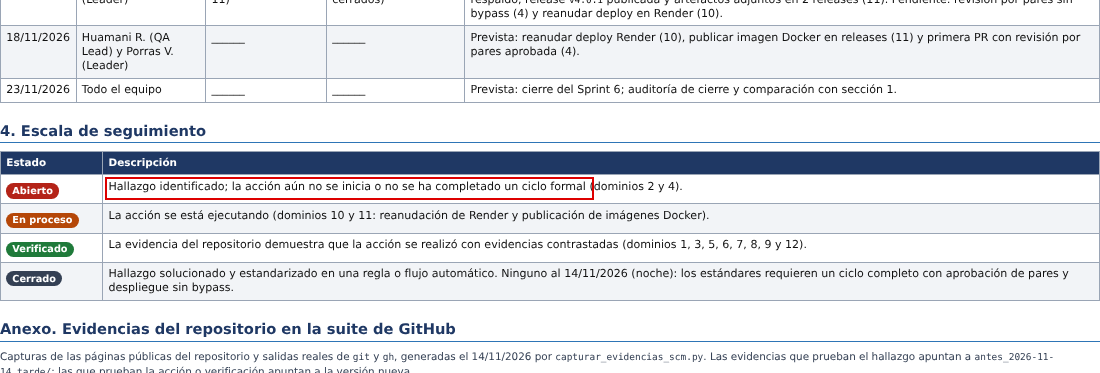 (Leader) 11) cerrados) respaldo, release v4.0.1 publicada y artefactos adjuntos en 2 releases (11). Pendiente: revisión por pares sin
bypass (4) y reanudar deploy en Render (10).
18/11/2026 Huamani R. (QA Lead) y Porras V. (Leader) ______ ______ Prevista: reanudar deploy Render (10), publicar imagen Docker en releases (11) y primera PR con revisión por
pares aprobada (4).
23/11/2026 Todo el equipo ______ ______ Prevista: cierre del Sprint 6; auditoría de cierre y comparación con sección 1.
4. Escala de seguimiento
Estado Descripción
Abierto Hallazgo identificado; la acción aún no se inicia o no se ha completado un ciclo formal (dominios 2 y 4).
En proceso La acción se está ejecutando (dominios 10 y 11: reanudación de Render y publicación de imágenes Docker).
Verificado La evidencia del repositorio demuestra que la acción se realizó con evidencias contrastadas (dominios 1, 3, 5, 6, 7, 8, 9 y 12).
Cerrado Hallazgo solucionado y estandarizado en una regla o flujo automático. Ninguno al 14/11/2026 (noche): los estándares requieren un ciclo completo con aprobación de pares y
despliegue sin bypass.
Anexo. Evidencias del repositorio en la suite de GitHub
Capturas de las páginas públicas del repositorio y salidas reales de git y gh, generadas el 14/11/2026 por capturar_evidencias_scm.py. Las evidencias que prueban el hallazgo apuntan a antes_2026-11-
14_tarde/; las que prueban la acción o verificación apuntan a la versión nueva.